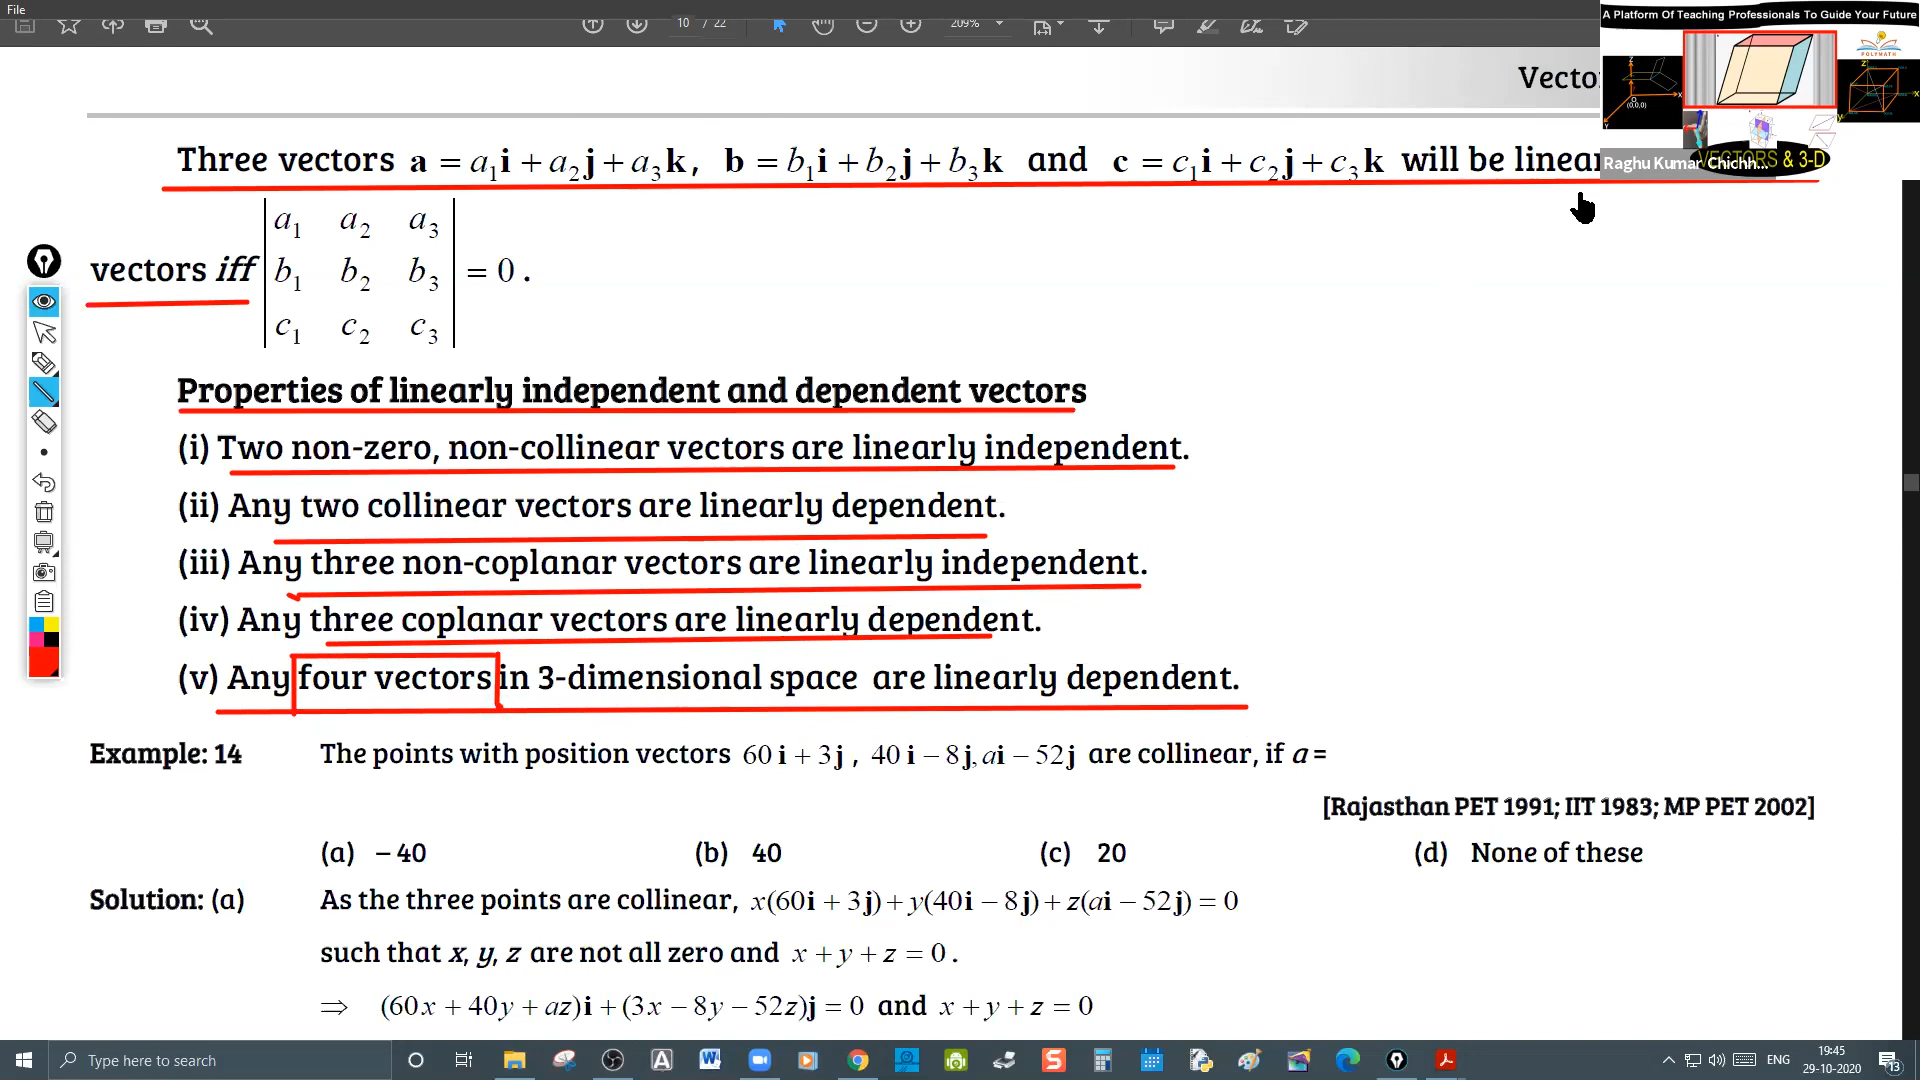 File
10 / 22
209%
A Platform Of Teaching Professionals To Guide Your Future
Three vectors a = a₁i + a₂j + a₃k, b = b₁i + b₂j + b₃k and c = c₁i + c₂j + c₃k will be
Raghu Kumar Chichh...
VECTORS & 3-D
vectors iff | a₁ a₂ a₃ |
| b₁ b₂ b₃ | = 0 .
| c₁ c₂ c₃ |
Properties of linearly independent and dependent vectors
(i) Two non-zero, non-collinear vectors are linearly independent.
(ii) Any two collinear vectors are linearly dependent.
(iii) Any three non-coplanar vectors are linearly independent.
(iv) Any three coplanar vectors are linearly dependent.
(v) Any four vectors in 3-dimensional space are linearly dependent.
Example: 14 The points with position vectors 60i + 3j , 40i − 8j, ai − 52j are collinear, if a =
[Rajasthan PET 1991; IIT 1983; MP PET 2002]
(a) – 40 (b) 40 (c) 20 (d) None of these
Solution: (a) As the three points are collinear, x(60i + 3j) + y(40i − 8j) + z(ai − 52j) = 0
such that x, y, z are not all zero and x + y + z = 0 .
⇒ (60x + 40y + az)i + (3x − 8y − 52z)j = 0 and x + y + z = 0
Type here to search
ENG
19:45
29-10-2020
13